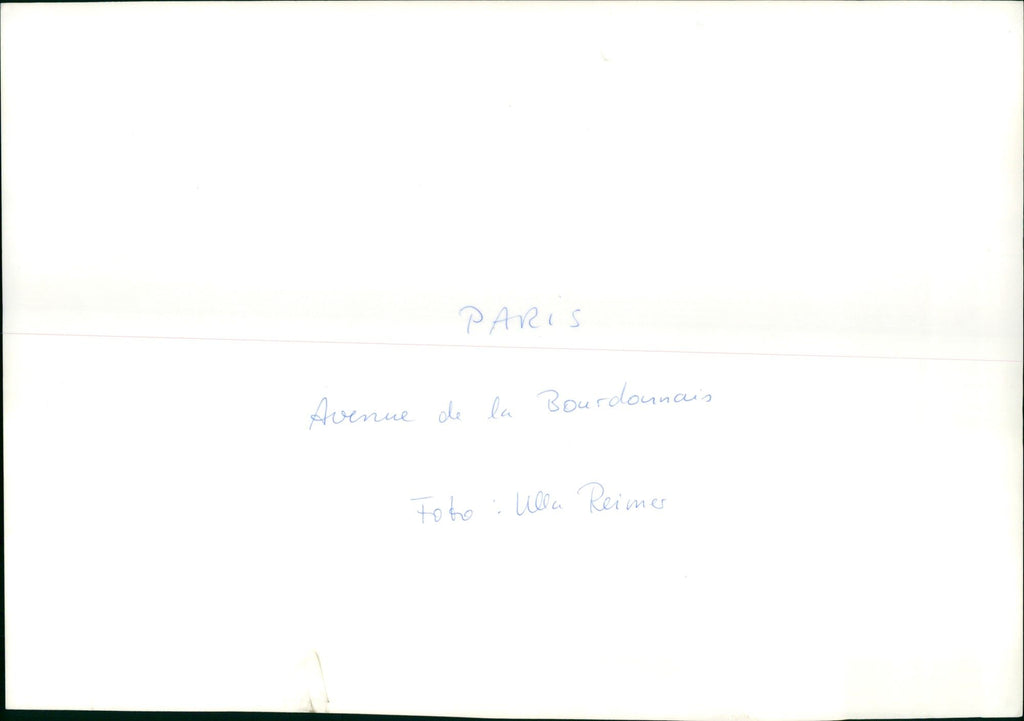 PARIS
Avenue de la Bourdonnais
Foto : Ulla Reimer